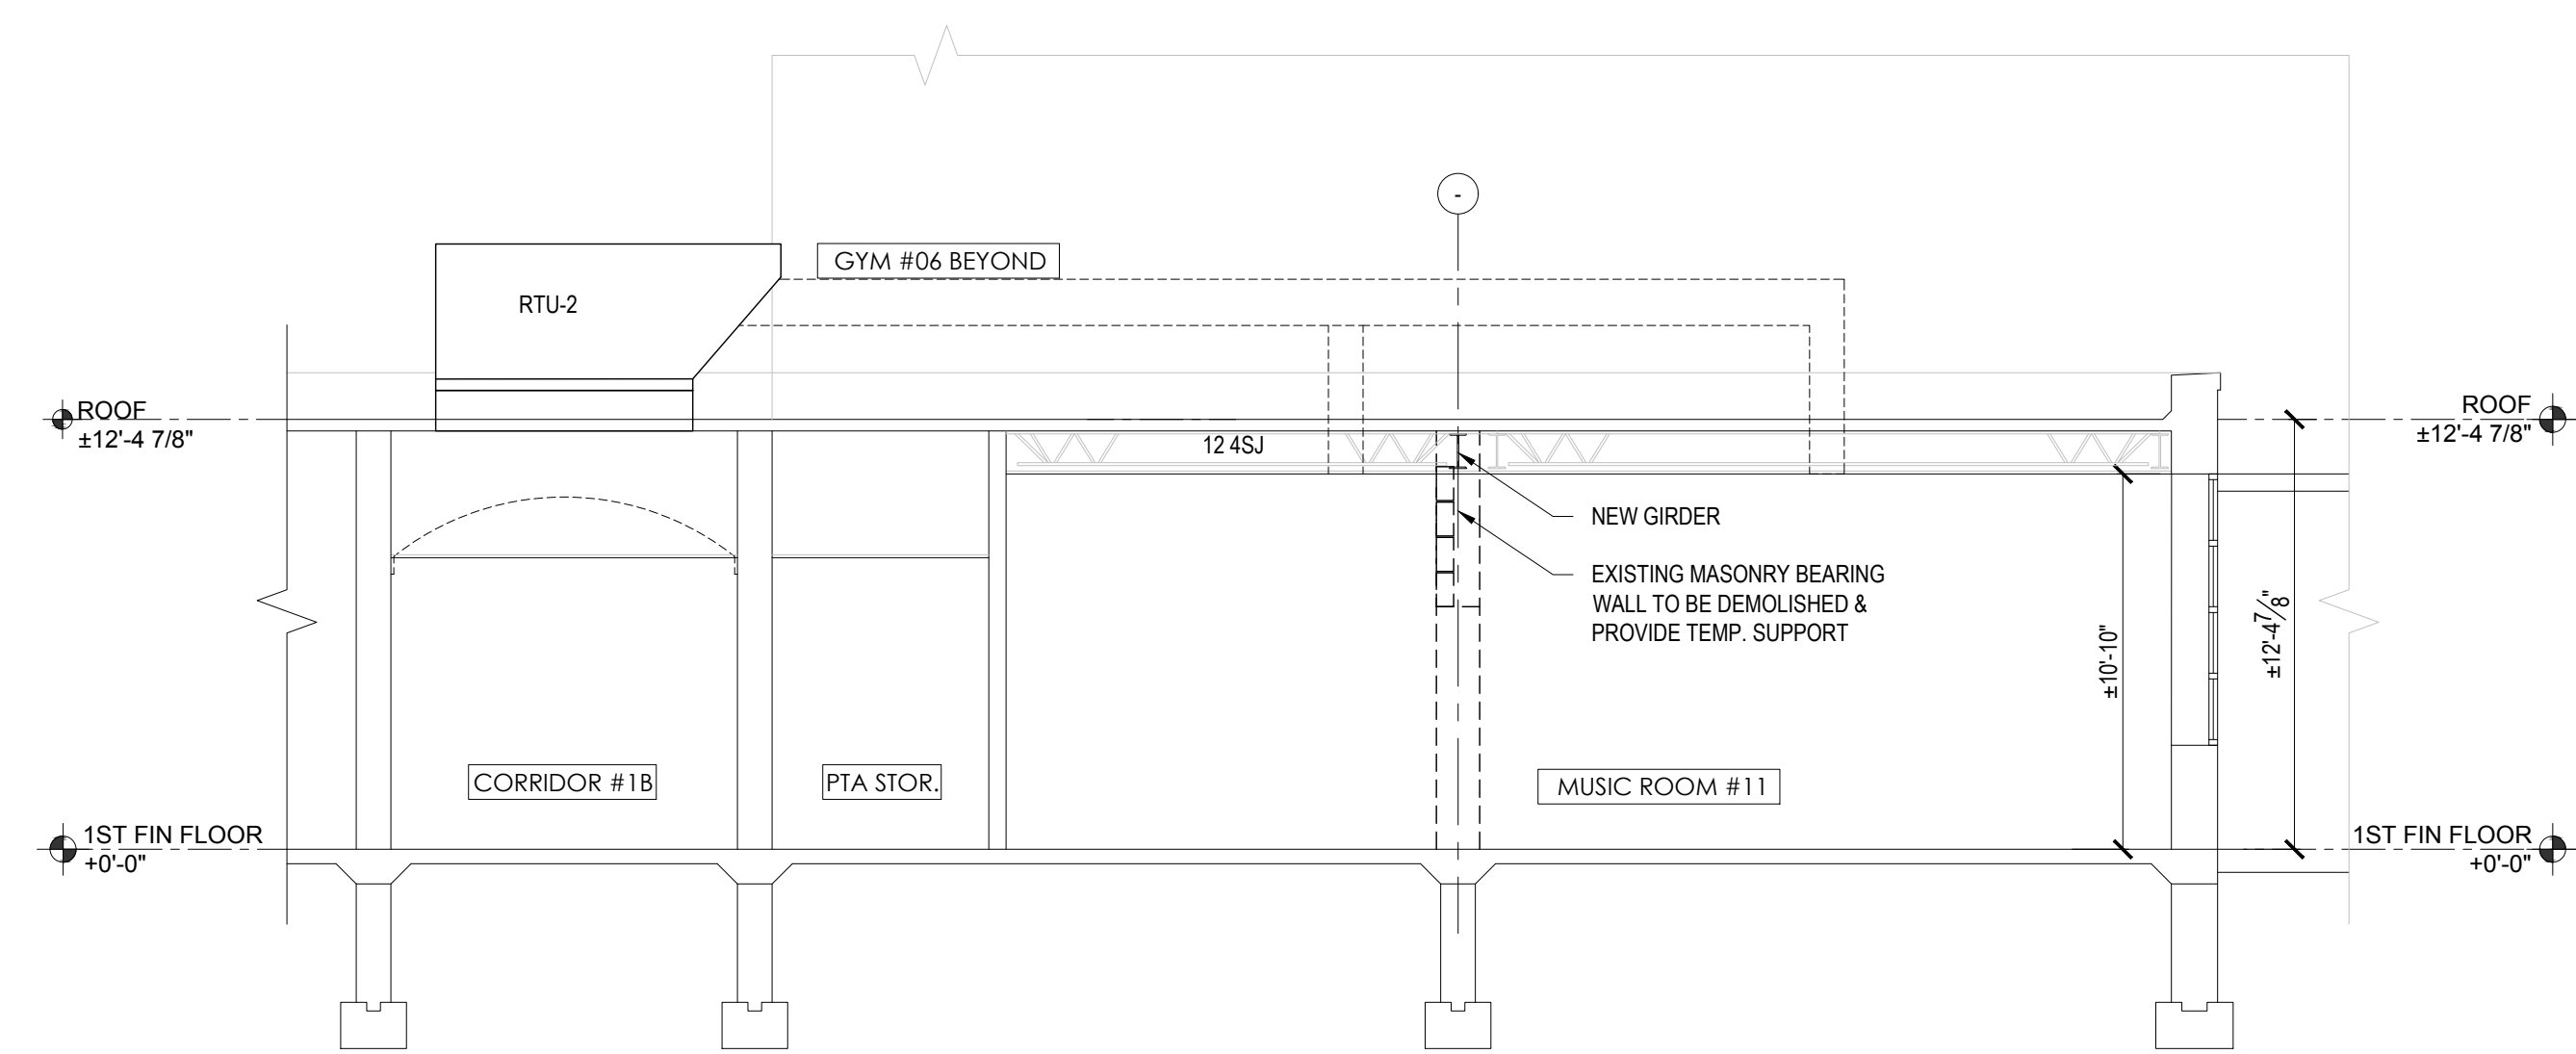 -
GYM #06 BEYOND
RTU-2
ROOF
±12'-4 7/8"
12 4SJ
ROOF
±12'-4 7/8"
NEW GIRDER
EXISTING MASONRY BEARING
WALL TO BE DEMOLISHED &
PROVIDE TEMP. SUPPORT
±10'-10"
±12'-4 7/8"
CORRIDOR #1B
PTA STOR.
MUSIC ROOM #11
1ST FIN FLOOR
+0'-0"
1ST FIN FLOOR
+0'-0"